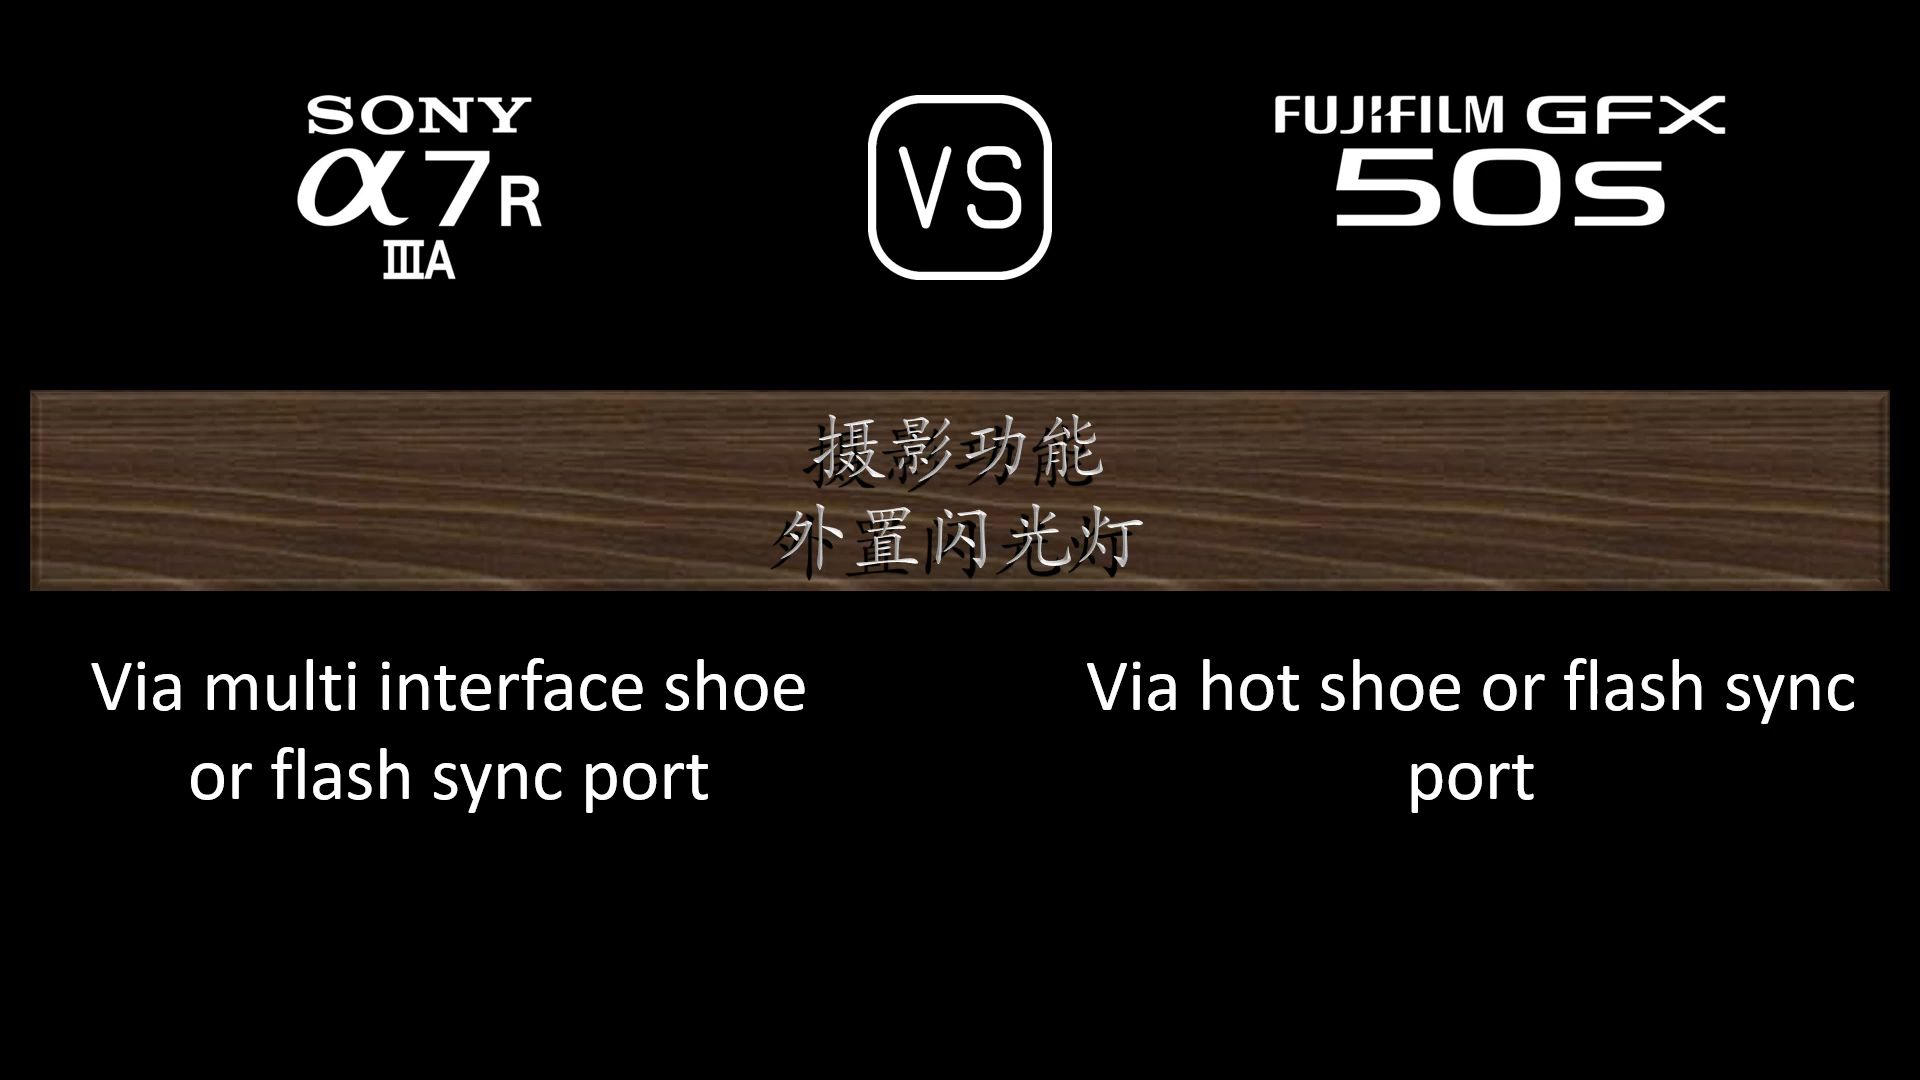 SONY
α7R
IIIA
VS
FUJIFILM GFX
50S
摄影功能
外置闪光灯
Via multi interface shoe
or flash sync port
Via hot shoe or flash sync
port